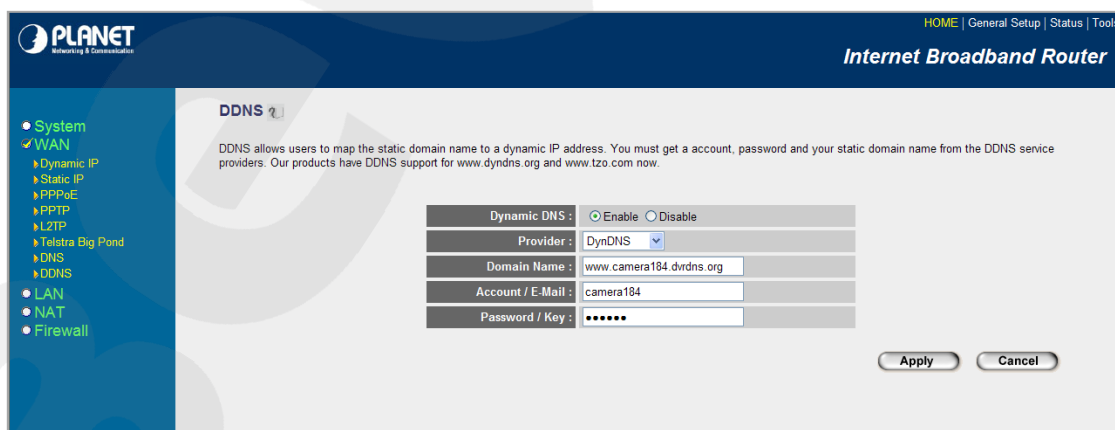 PLANET
Networking & Communication
HOME | General Setup | Status | Tools
Internet Broadband Router
System
WAN
Dynamic IP
Static IP
PPPoE
PPTP
L2TP
Telstra Big Pond
DNS
DDNS
LAN
NAT
Firewall
DDNS
DDNS allows users to map the static domain name to a dynamic IP address. You must get a account, password and your static domain name from the DDNS service
providers. Our products have DDNS support for www.dyndns.org and www.tzo.com now.
Dynamic DNS : Enable Disable
Provider : DynDNS
Domain Name : www.camera184.dvrdns.org
Account / E-Mail : camera184
Password / Key : ••••••
Apply Cancel